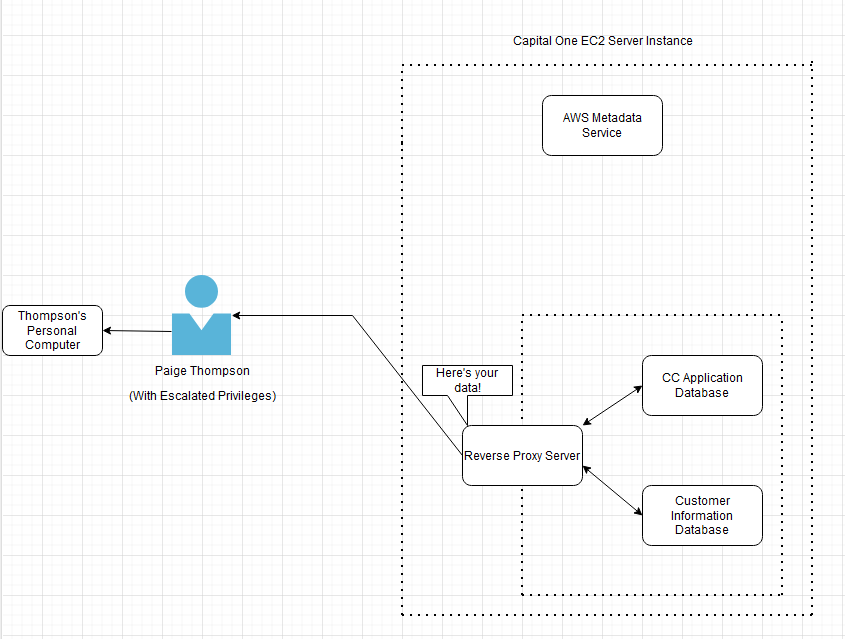 Capital One EC2 Server Instance
AWS Metadata
Service
Thompson's
Personal
Computer
Paige Thompson
(With Escalated Privileges)
Here's your
data!
Reverse Proxy Server
CC Application
Database
Customer
Information
Database